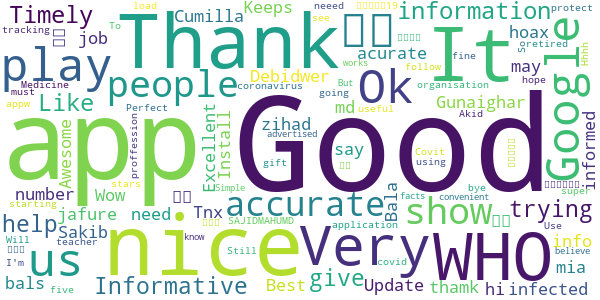 Timely
Cumilla
Keeps
information
load
To
neeed
see
hoax
oretired
protect
tracking
job
Thank
acurate
So
fine
It
Google
Hhhh
play
people
Debidwer
coronavirus
Ok
follow
organisation
works
may
Medicine
must
Like
But
going
md
useful
hope
appw
Perfect
app
Good
Gunaighar
Akid
Awesome
proffession
Excellent
Install
zihad
say
advertised
Covit
using
informed
stars
number
Wow
gift
super
starting
jafure
need
Tnx
accurate
Bala
show
trying
bye
convenient
Simple
facts
help
Sakib
SAJIDMAHUMD
application
Use
Will
teacher
nice
Very
WHO
info
us
know
Still
covid
believe
I'm
mia
bals
five
Informative
Best
give
Update
thamk
hi
infected